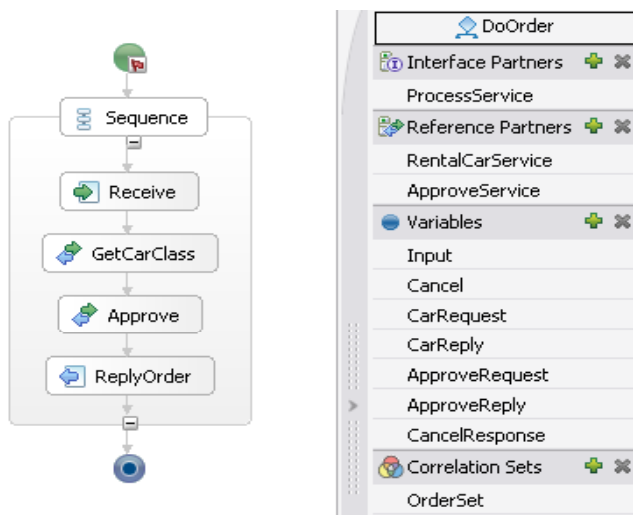 Sequence
Receive
GetCarClass
Approve
ReplyOrder
DoOrder
Interface Partners
ProcessService
Reference Partners
RentalCarService
ApproveService
Variables
Input
Cancel
CarRequest
CarReply
ApproveRequest
ApproveReply
CancelResponse
Correlation Sets
OrderSet